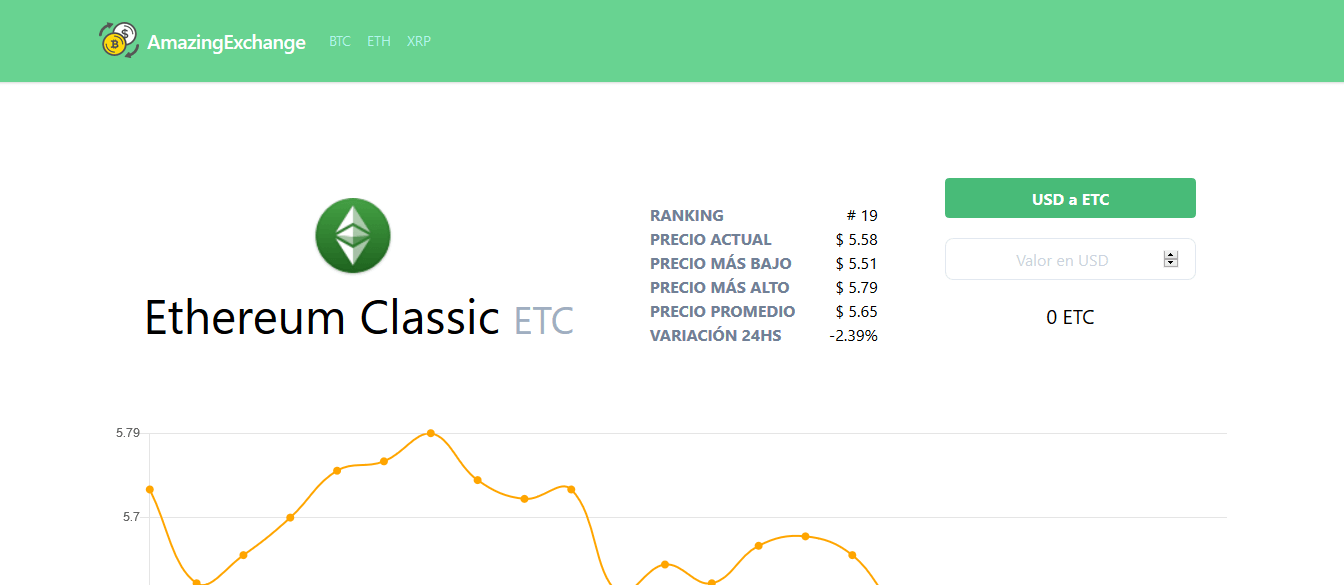 AmazingExchange BTC ETH XRP
Ethereum Classic ETC
RANKING # 19
PRECIO ACTUAL $ 5.58
PRECIO MÁS BAJO $ 5.51
PRECIO MÁS ALTO $ 5.79
PRECIO PROMEDIO $ 5.65
VARIACIÓN 24HS -2.39%
USD a ETC
Valor en USD
0 ETC
5.79
5.7